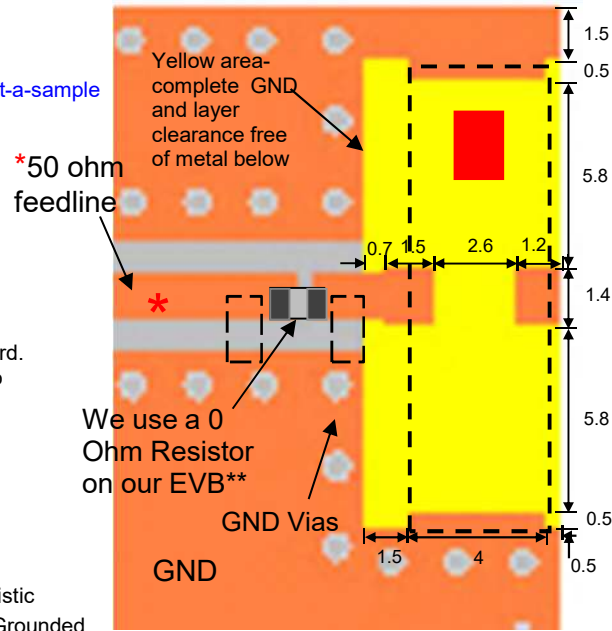 t-a-sample
Yellow area-
complete GND
and layer
clearance free
of metal below
*50 ohm
feedline
*
rd.
We use a 0
Ohm Resistor
on our EVB**
GND Vias
GND
istic
Grounded
1.5
0.5
5.8
0.7
1.5
2.6
1.2
1.4
5.8
0.5
0.5
1.5
4